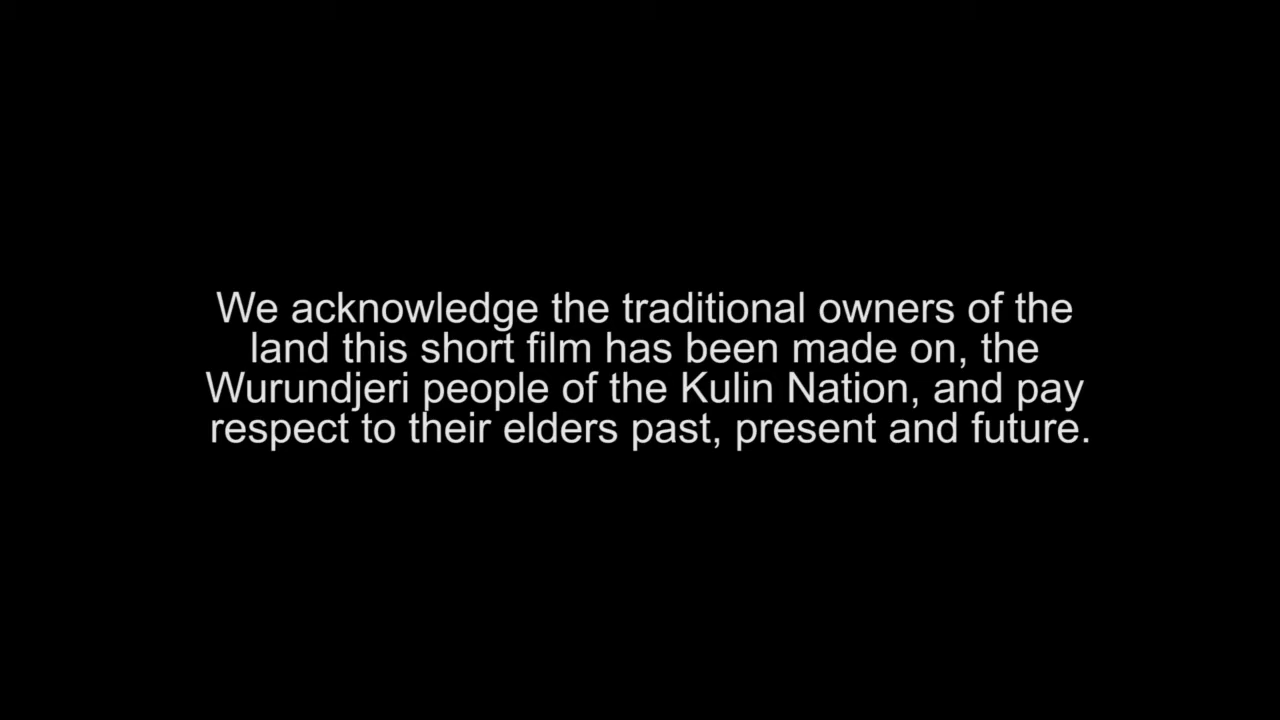 We acknowledge the traditional owners of the
land this short film has been made on, the
Wurundjeri people of the Kulin Nation, and pay
respect to their elders past, present and future.